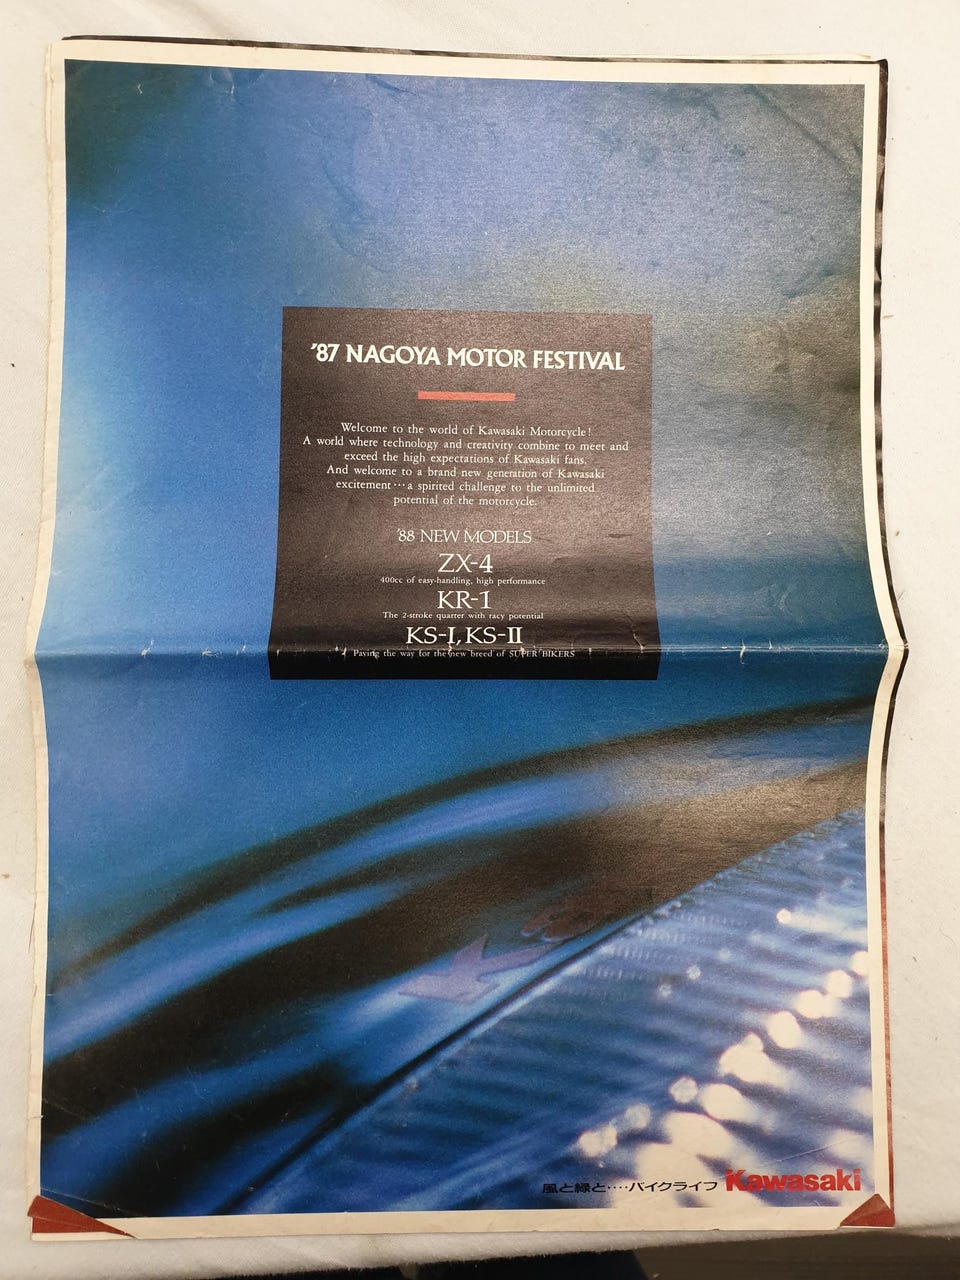 '87 NAGOYA MOTOR FESTIVAL
Welcome to the world of Kawasaki Motorcycle!
A world where technology and creativity combine to meet and
exceed the high expectations of Kawasaki fans.
And welcome to a brand new generation of Kawasaki
excitement…a spirited challenge to the unlimited
potential of the motorcycle.
'88 NEW MODELS
ZX-4
400cc of easy-handling, high performance
KR-1
The 2-stroke quarter with racy potential
KS-I, KS-II
Paving the way for the new breed of SUPER BIKERS
風と緑と‥‥バイクライフ Kawasaki